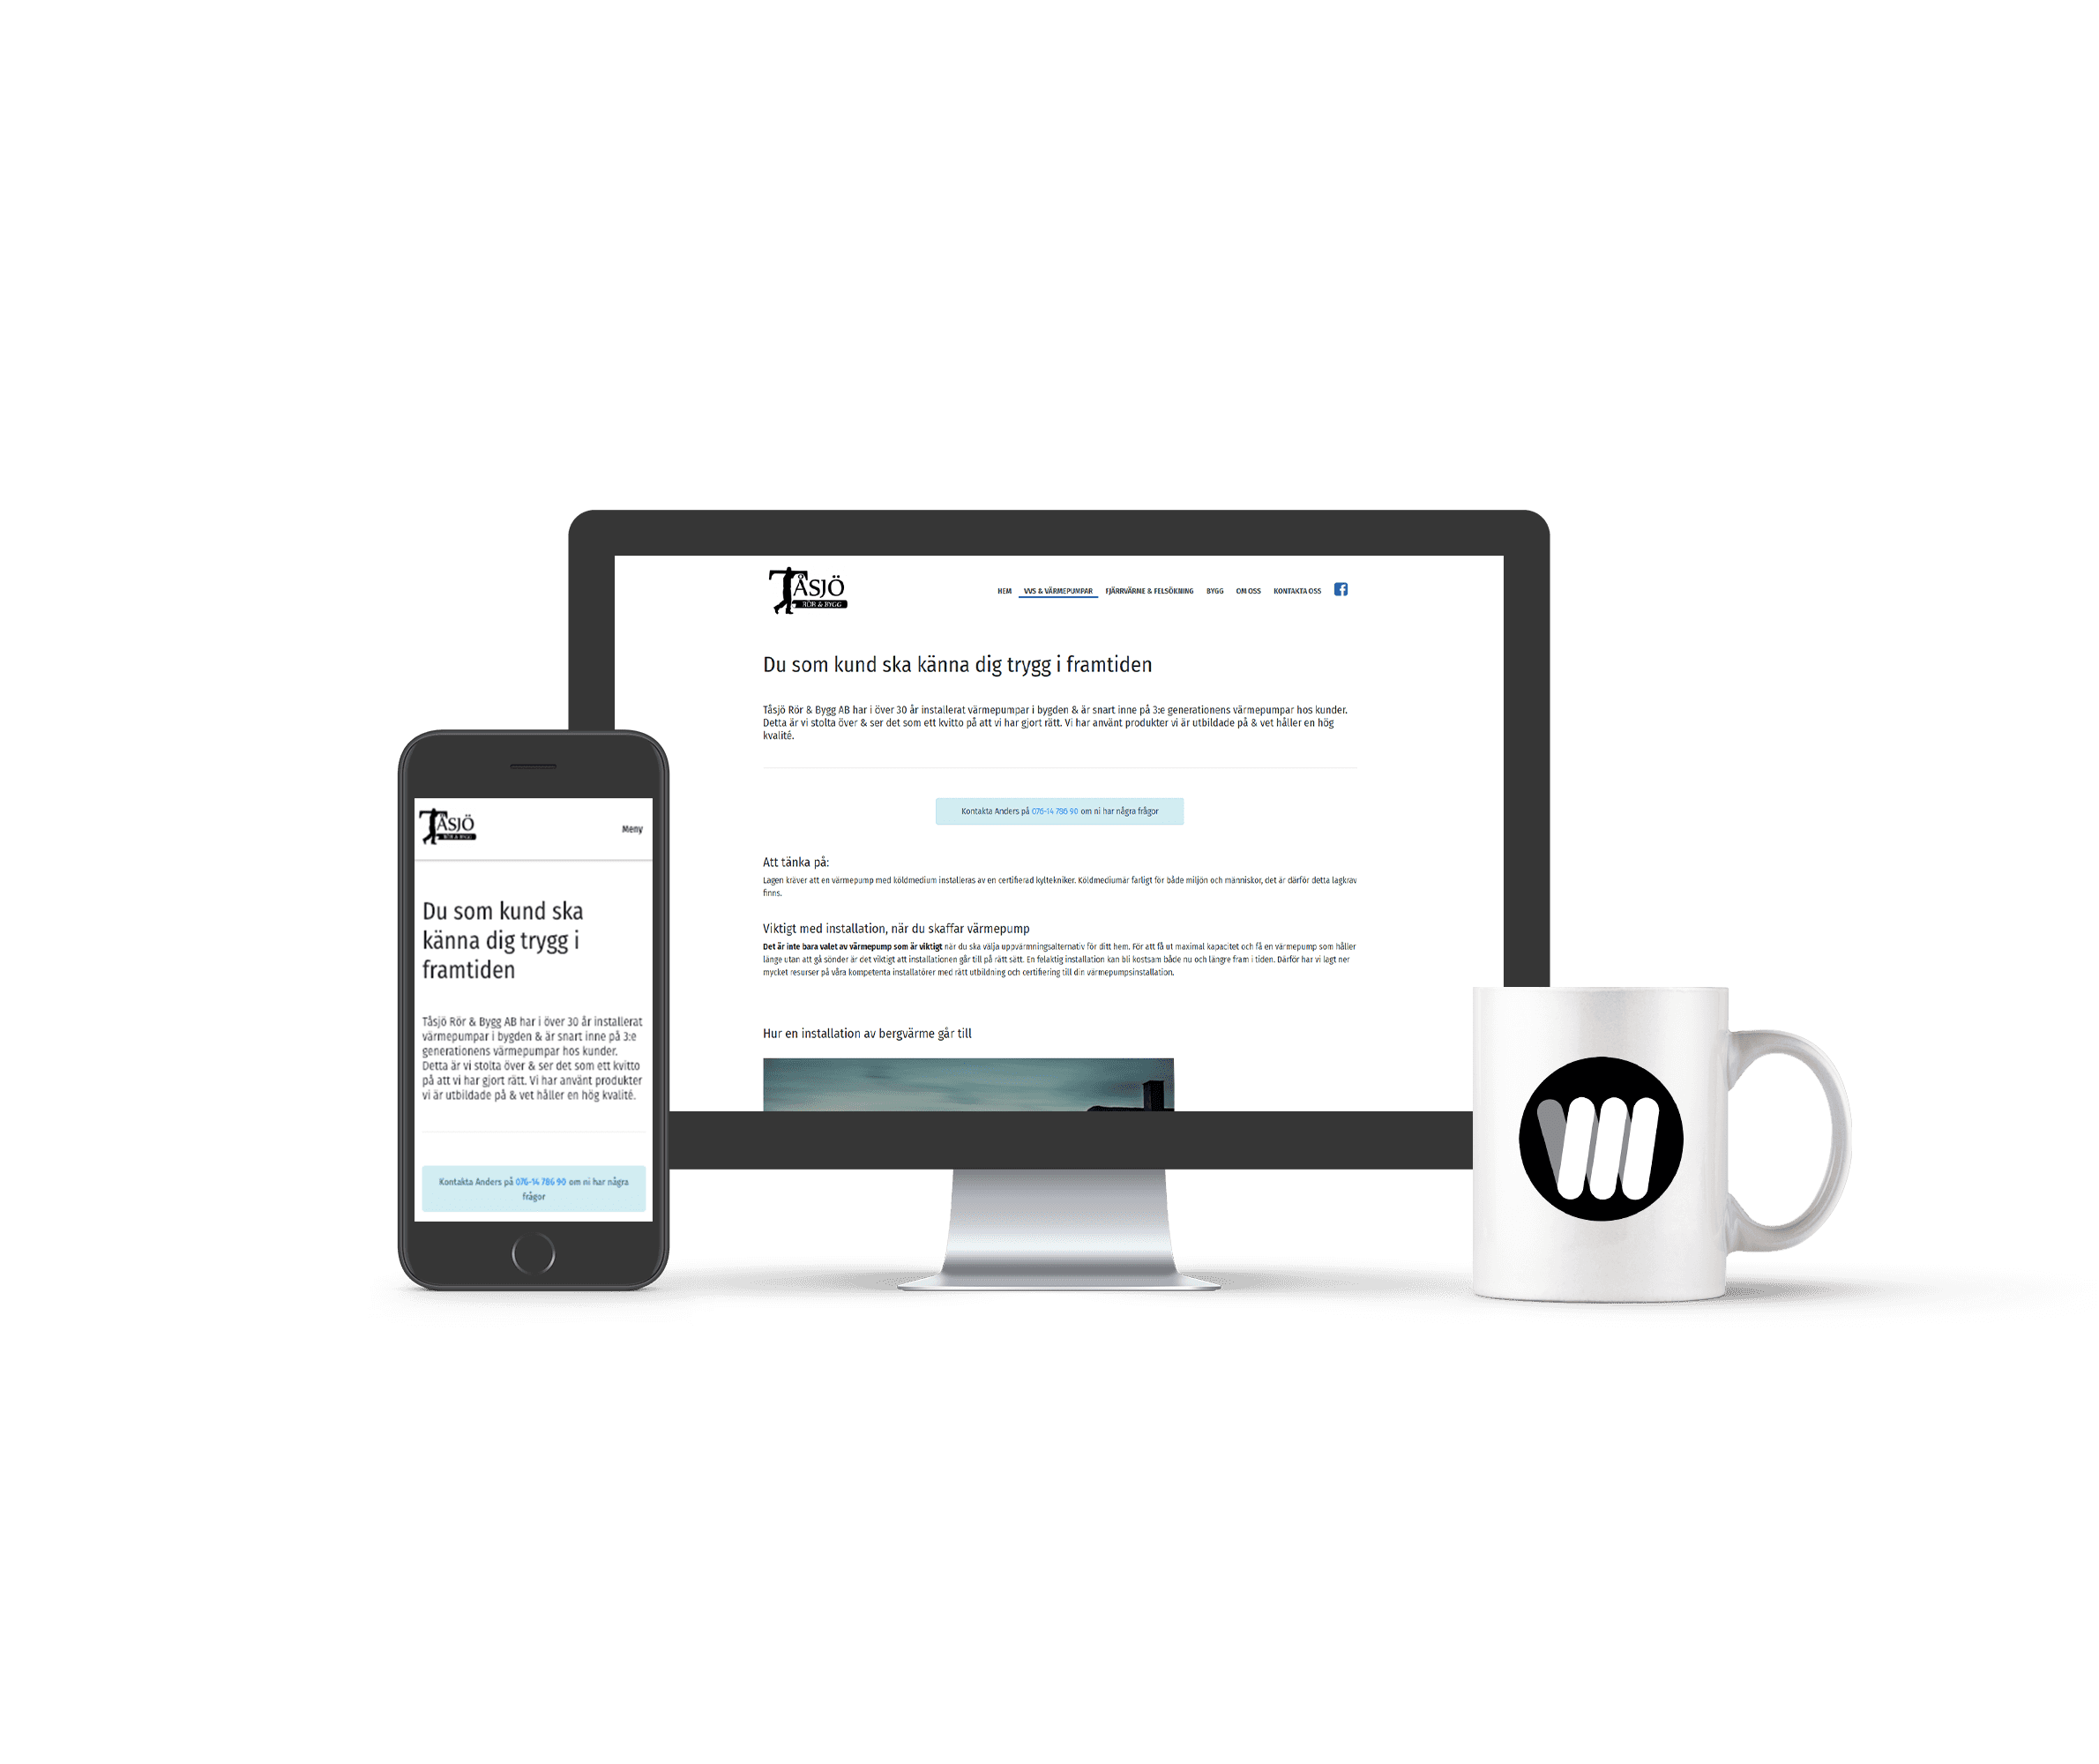 TÅSJÖ
RÖR & BYGG
HEM VVS & VÄRMEPUMPAR FJÄRRVÄRME & FELSÖKNING BYGG OM OSS KONTAKTA OSS f
Du som kund ska känna dig trygg i framtiden
Tåsjö Rör & Bygg AB har i över 30 år installerat värmepumpar i bygden & är snart inne på 3:e generationens värmepumpar hos kunder.
Detta är vi stolta över & ser det som ett kvitto på att vi har gjort rätt. Vi har använt produkter vi är utbildade på & vet håller en hög
kvalité.
Kontakta Anders på 076-14 786 90 om ni har några frågor
Att tänka på:
Lagen kräver att en värmepump med köldmedium installeras av en certifierad kyltekniker. Köldmediumär farligt för både miljön och människor, det är därför detta lagkrav
finns.
Viktigt med installation, när du skaffar värmepump
Det är inte bara valet av värmepump som är viktigt när du ska välja uppvärmningsalternativ för ditt hem. För att få ut maximal kapacitet och få en värmepump som håller
länge utan att gå sönder är det viktigt att installationen går till på rätt sätt. En felaktig installation kan bli kostsam både nu och längre fram i tiden. Därför har vi lagt ner
mycket resurser på våra kompetenta installatörer med rätt utbildning och certifiering till din värmepumpsinstallation.
Hur en installation av bergvärme går till
TÅSJÖ
RÖR & BYGG
Meny
Du som kund ska
känna dig trygg i
framtiden
Tåsjö Rör & Bygg AB har i över 30 år installerat
värmepumpar i bygden & är snart inne på 3:e
generationens värmepumpar hos kunder.
Detta är vi stolta över & ser det som ett kvitto
på att vi har gjort rätt. Vi har använt produkter
vi är utbildade på & vet håller en hög kvalité.
Kontakta Anders på 076-14 786 90 om ni har några
frågor